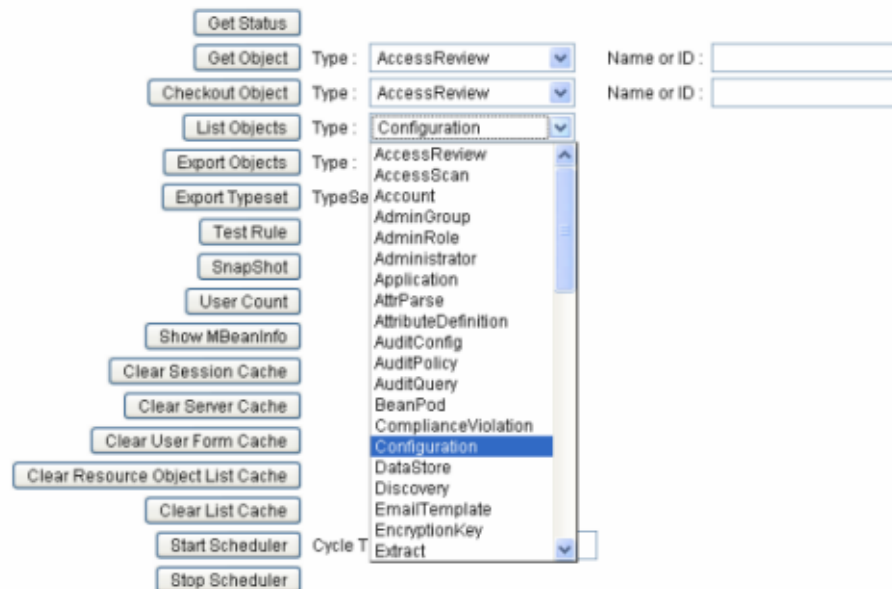 Get Status
Get Object Type : AccessReview Name or ID :
Checkout Object Type : AccessReview Name or ID :
List Objects Type : Configuration
Export Objects Type :
Export Typeset TypeSe
Test Rule
SnapShot
User Count
Show MBeanInfo
Clear Session Cache
Clear Server Cache
Clear User Form Cache
Clear Resource Object List Cache
Clear List Cache
Start Scheduler Cycle T
Stop Scheduler
AccessReview
AccessScan
Account
AdminGroup
AdminRole
Administrator
Application
AttrParse
AttributeDefinition
AuditConfig
AuditPolicy
AuditQuery
BeanPod
ComplianceViolation
Configuration
DataStore
Discovery
EmailTemplate
EncryptionKey
Extract